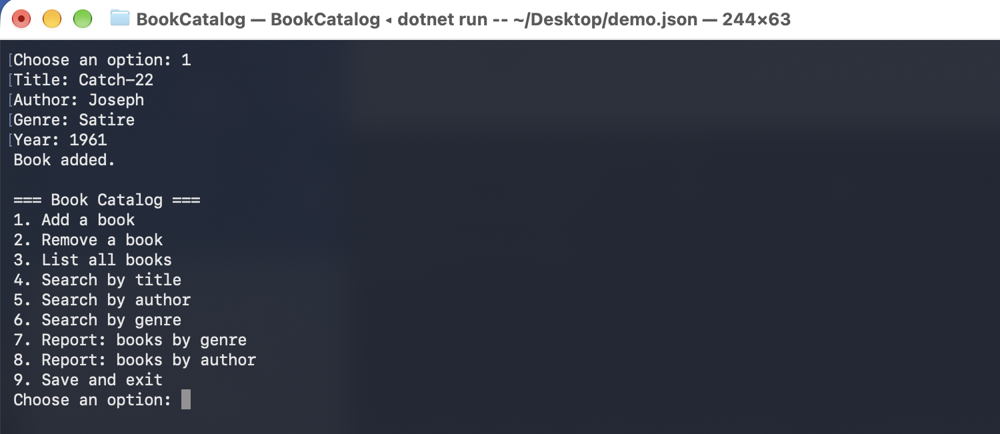 BookCatalog — BookCatalog ◂ dotnet run -- ~/Desktop/demo.json — 244×63
[Choose an option: 1
[Title: Catch-22
[Author: Joseph
[Genre: Satire
[Year: 1961
Book added.
=== Book Catalog ===
1. Add a book
2. Remove a book
3. List all books
4. Search by title
5. Search by author
6. Search by genre
7. Report: books by genre
8. Report: books by author
9. Save and exit
Choose an option: